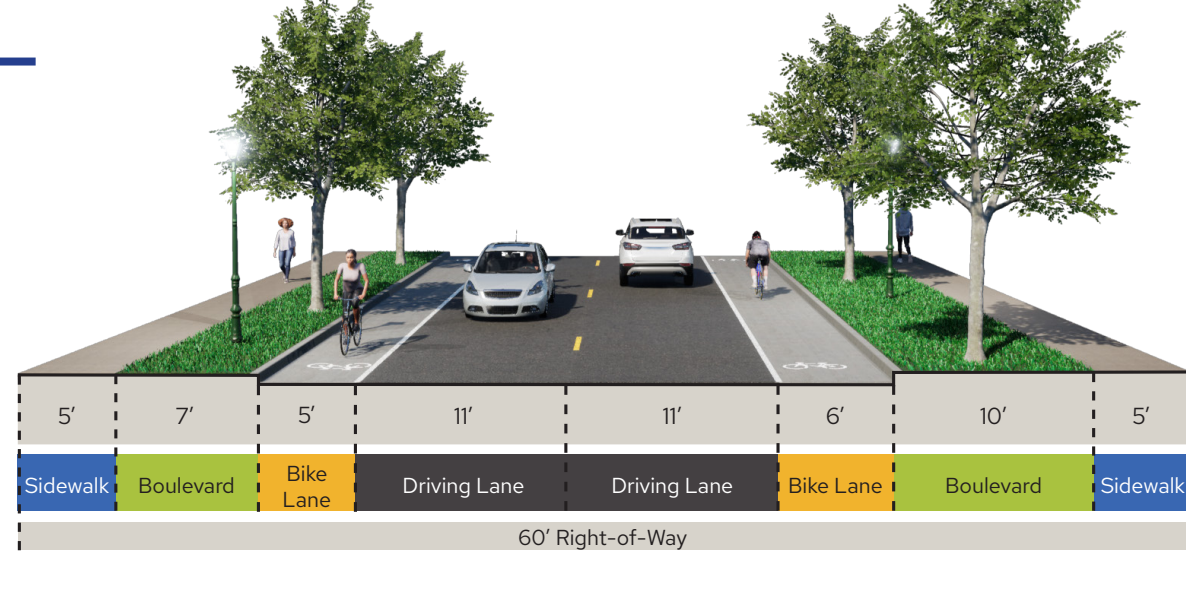 5′ 7′ 5′ 11′ 11′ 6′ 10′ 5′
Sidewalk Boulevard Bike Lane Driving Lane Driving Lane Bike Lane Boulevard Sidewalk
60′ Right-of-Way